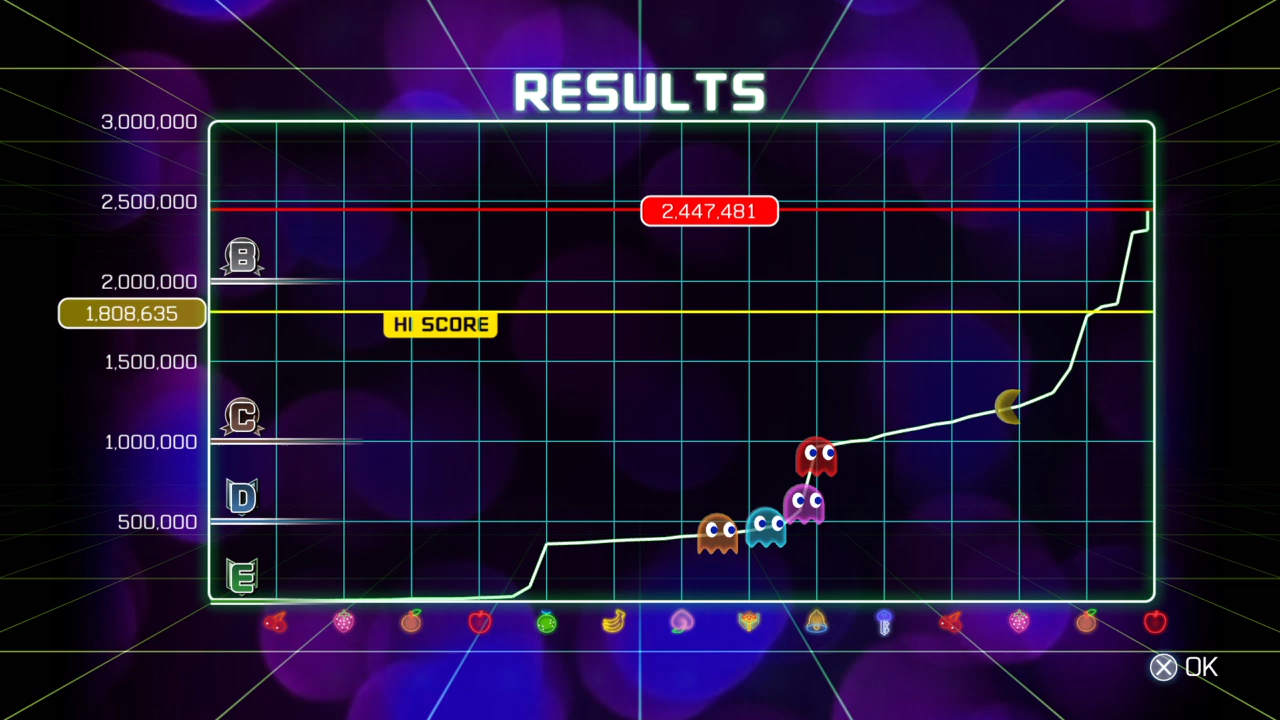 RESULTS
3,000,000
2,500,000
2,447,481
B
2,000,000
1,808,635
HI SCORE
1,500,000
C
1,000,000
D
500,000
E
OK